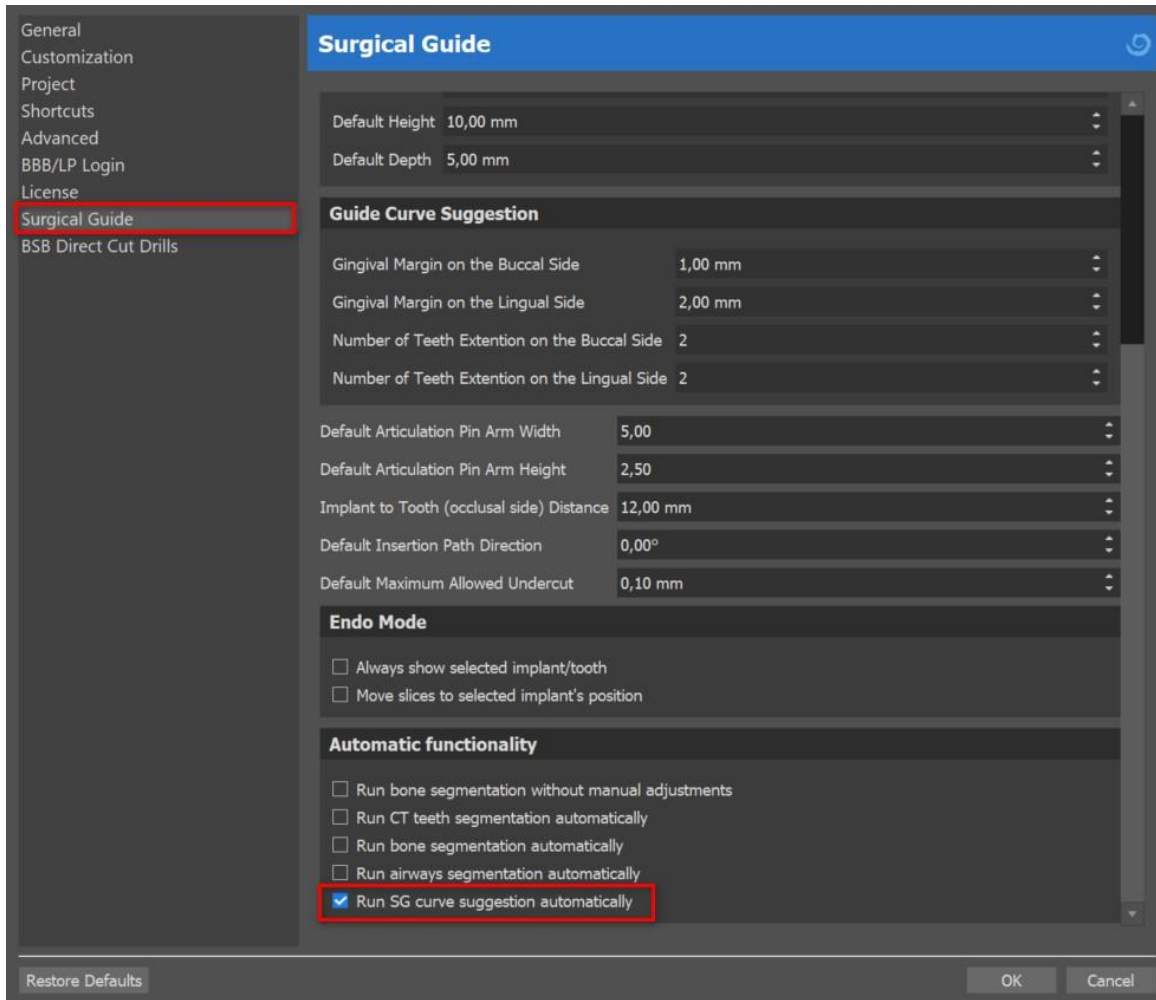 General
Customization
Project
Shortcuts
Advanced
BBB/LP Login
License
Surgical Guide
BSB Direct Cut Drills
Surgical Guide
Default Height 10,00 mm
Default Depth 5,00 mm
Guide Curve Suggestion
Gingival Margin on the Buccal Side 1,00 mm
Gingival Margin on the Lingual Side 2,00 mm
Number of Teeth Extention on the Buccal Side 2
Number of Teeth Extention on the Lingual Side 2
Default Articulation Pin Arm Width 5,00
Default Articulation Pin Arm Height 2,50
Implant to Tooth (occlusal side) Distance 12,00 mm
Default Insertion Path Direction 0,00°
Default Maximum Allowed Undercut 0,10 mm
Endo Mode
Always show selected implant/tooth
Move slices to selected implant's position
Automatic functionality
Run bone segmentation without manual adjustments
Run CT teeth segmentation automatically
Run bone segmentation automatically
Run airways segmentation automatically
Run SG curve suggestion automatically
Restore Defaults
OK
Cancel